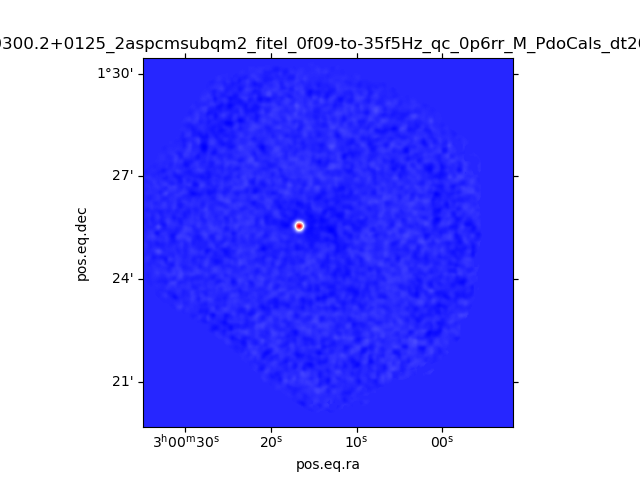 0300.2+0125_2aspcmsubqm2_fitel_0f09-to-35f5Hz_qc_0p6rr_M_PdoCals_dt20
1°30'
27'
24'
21'
3h00m30s 20s 10s 00s
pos.eq.ra
pos.eq.dec